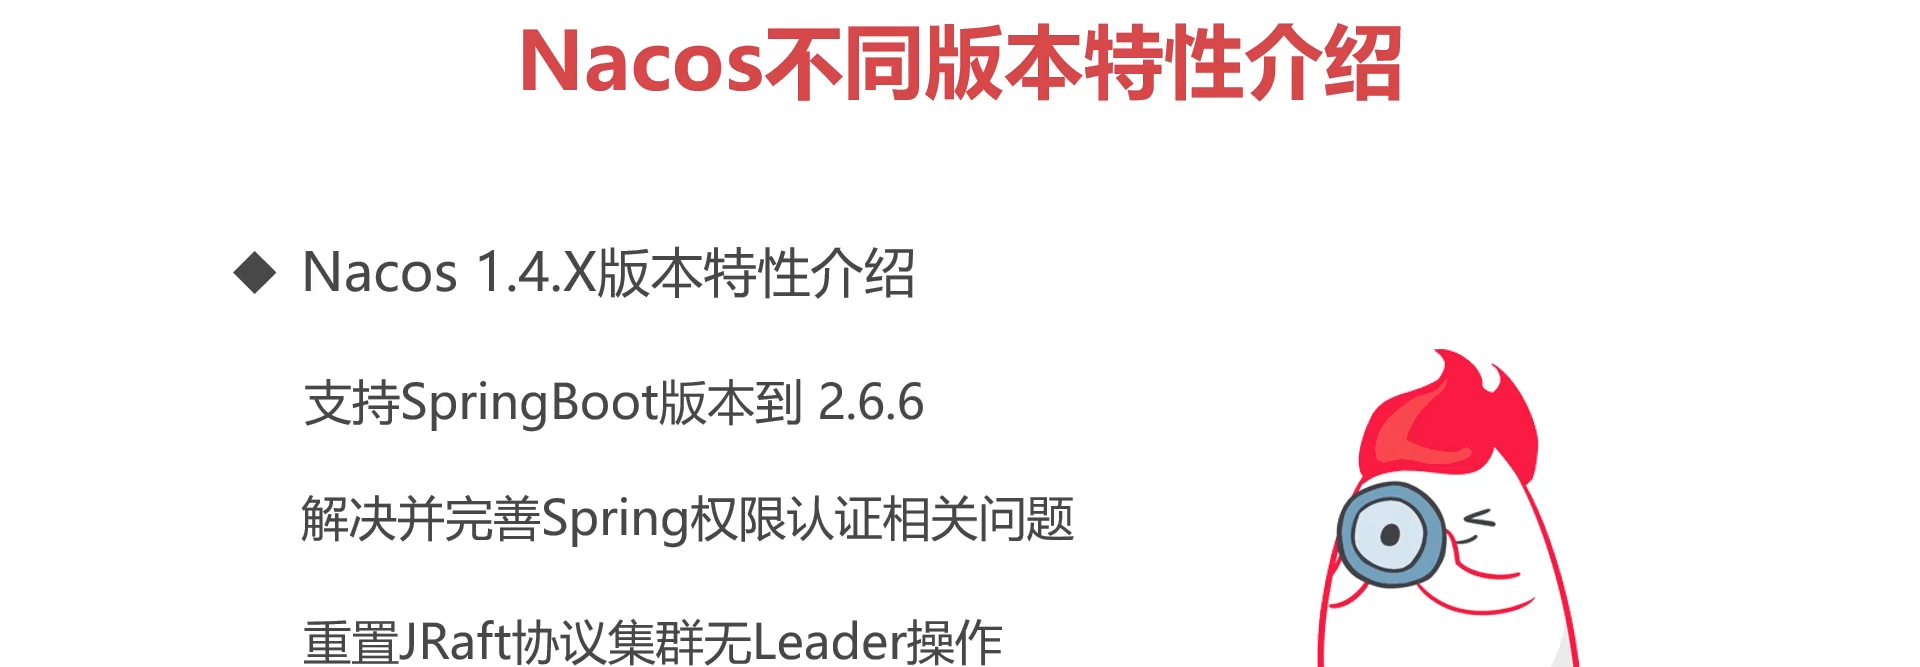 Nacos不同版本特性介绍
◆ Nacos 1.4.X版本特性介绍
支持SpringBoot版本到 2.6.6
解决并完善Spring权限认证相关问题
重置JRaft协议集群无Leader操作